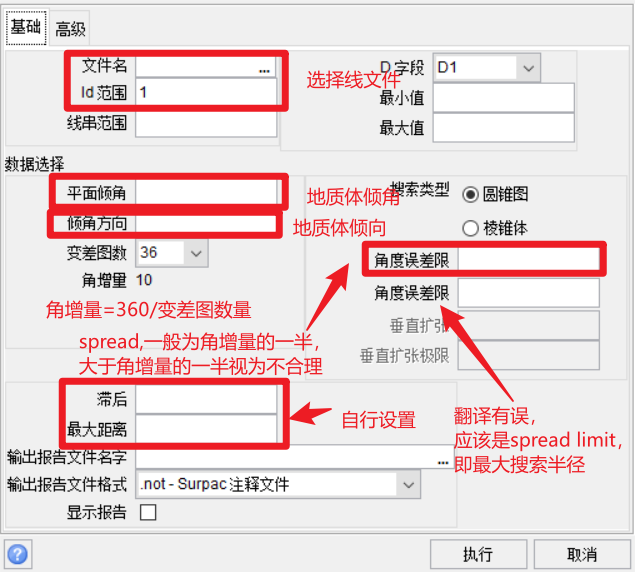 基础 高级
文件名 ...
选择线文件
D字段 D1
Id 范围 1
最小值
线串范围
最大值
数据选择
平面倾角
地质体倾角
搜索类型 圆锥图
倾角方向
地质体倾向
棱锥体
变差图数 36
角度误差限
角增量 10
角度误差限
角增量=360/变差图数量
垂直扩张
spread,一般为角增量的一半,
大于角增量的一半视为不合理
垂直扩张极限
滞后
最大距离
自行设置
翻译有误,
应该是spread limit,
即最大搜索半径
输出报告文件名字 ...
输出报告文件格式 .not - Surpac 注释文件
显示报告
执行 取消